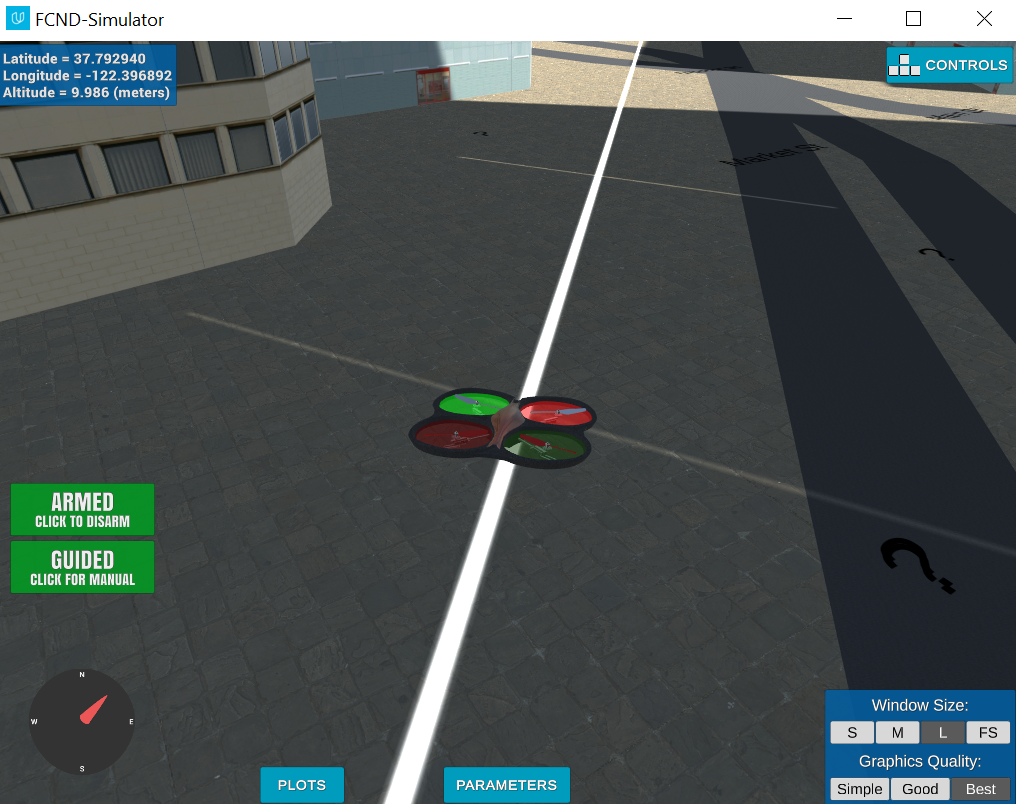 FCND-Simulator
Latitude = 37.792940
Longitude = -122.396892
Altitude = 9.986 (meters)
CONTROLS
?
Market St
?
ARMED
CLICK TO DISARM
GUIDED
CLICK FOR MANUAL
?
N
W E
S
PLOTS
PARAMETERS
Window Size:
S M L FS
Graphics Quality:
Simple Good Best